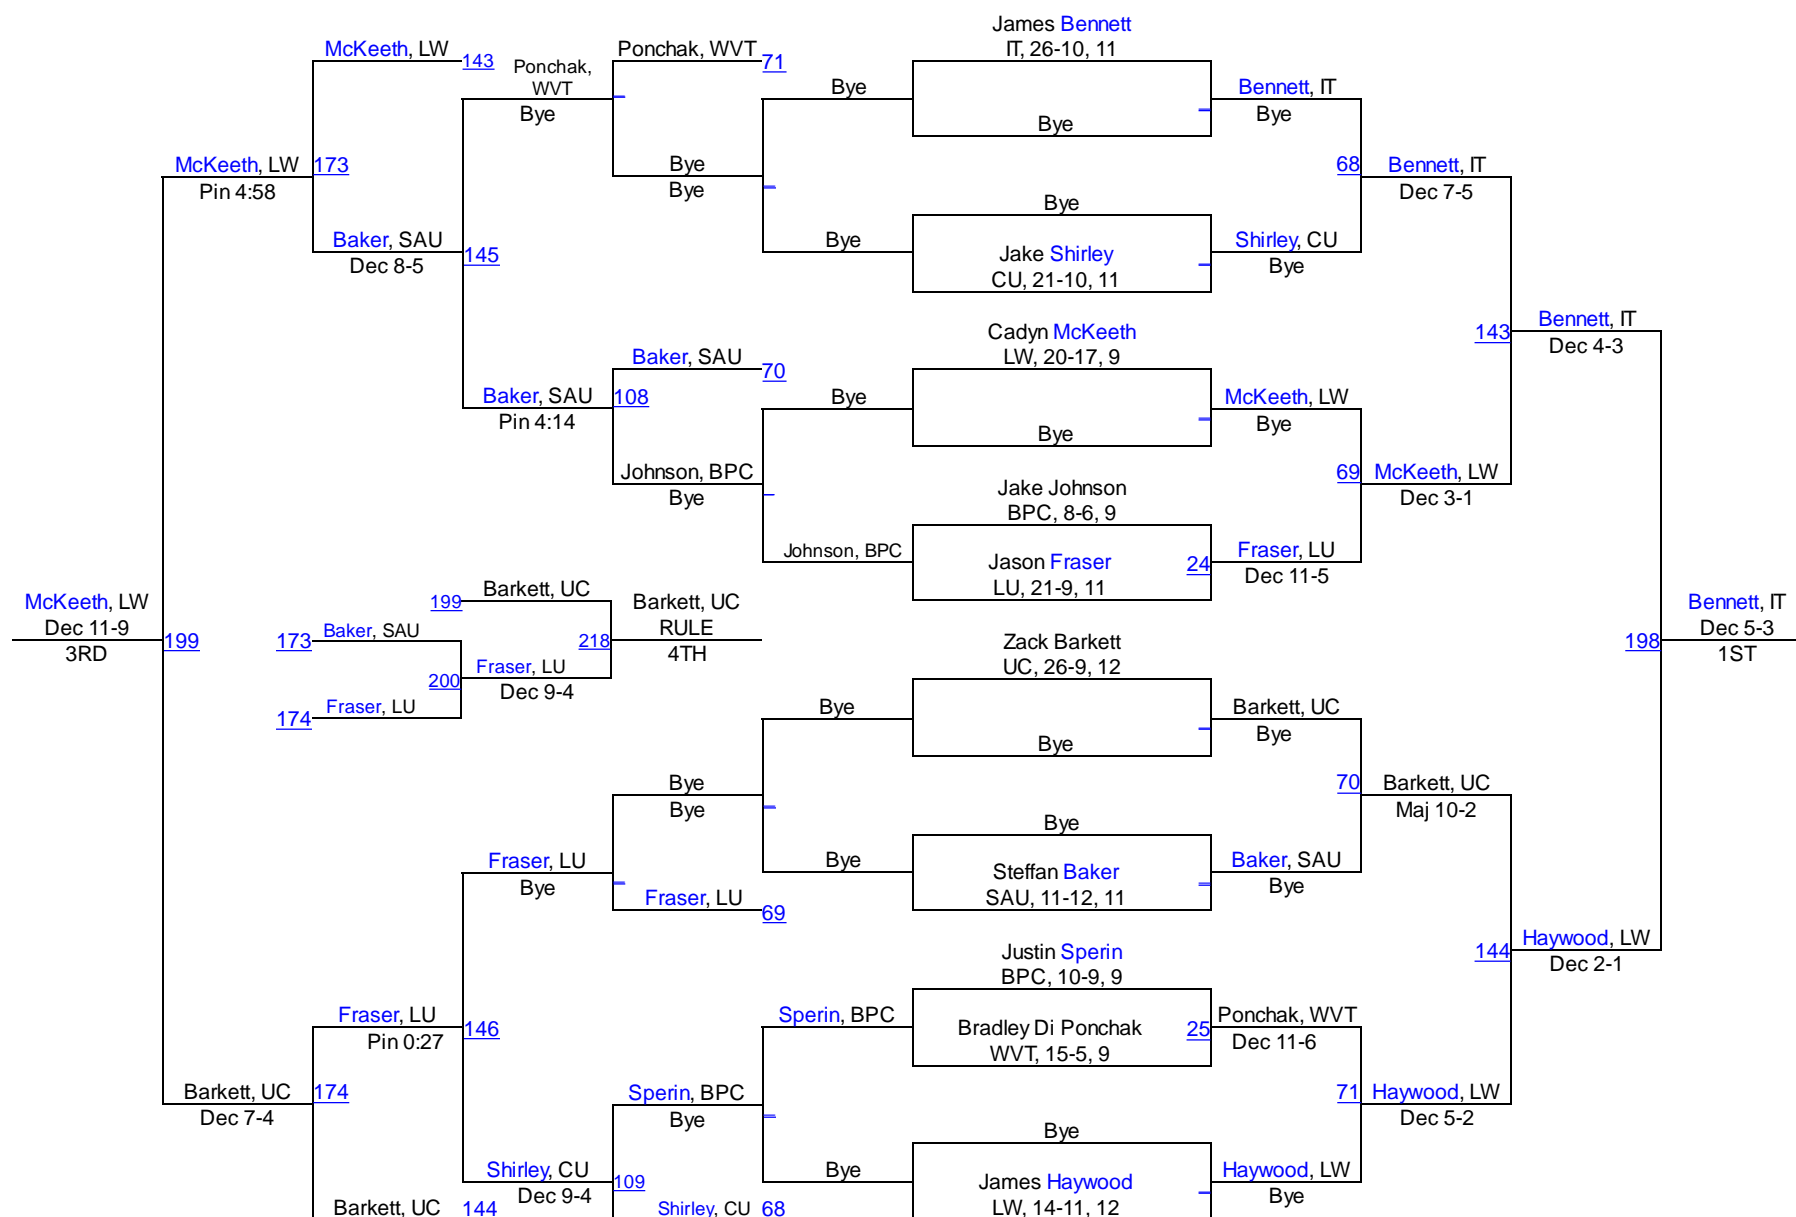 James Bennett
IT, 26-10, 11
McKeeth, LW
143
Ponchak,
WVT
Bye
Ponchak, WVT
71
Bye
Bye
Bennett, IT
Bye
McKeeth, LW
173
Pin 4:58
Bye
Bye
68
Bennett, IT
Dec 7-5
Baker, SAU
Dec 8-5
145
Bye
Bye
Jake Shirley
CU, 21-10, 11
Shirley, CU
Bye
Cadyn McKeeth
LW, 20-17, 9
143
Bennett, IT
Dec 4-3
Baker, SAU
70
Baker, SAU
Pin 4:14
108
Bye
Bye
McKeeth, LW
Bye
Johnson, BPC
Bye
Jake Johnson
BPC, 8-6, 9
69
McKeeth, LW
Dec 3-1
Johnson, BPC
Jason Fraser
LU, 21-9, 11
24
Fraser, LU
Dec 11-5
McKeeth, LW
Dec 11-9
3RD
199
199
Barkett, UC
173
Baker, SAU
200
Fraser, LU
Dec 9-4
174
Fraser, LU
218
Barkett, UC
RULE
4TH
Zack Barkett
UC, 26-9, 12
198
Bennett, IT
Dec 5-3
1ST
Bye
Bye
Barkett, UC
Bye
Bye
Bye
70
Barkett, UC
Maj 10-2
Fraser, LU
Bye
Bye
Bye
Steffan Baker
SAU, 11-12, 11
Baker, SAU
Bye
Fraser, LU
69
Justin Sperin
BPC, 10-9, 9
144
Haywood, LW
Dec 2-1
Fraser, LU
Pin 0:27
146
Sperin, BPC
Bradley Di Ponchak
WVT, 15-5, 9
25
Ponchak, WVT
Dec 11-6
Barkett, UC
Dec 7-4
174
Sperin, BPC
Bye
71
Haywood, LW
Dec 5-2
Bye
Shirley, CU
Dec 9-4
109
Bye
James Haywood
LW, 14-11, 12
Haywood, LW
Bye
Barkett, UC
144
Shirley, CU
68